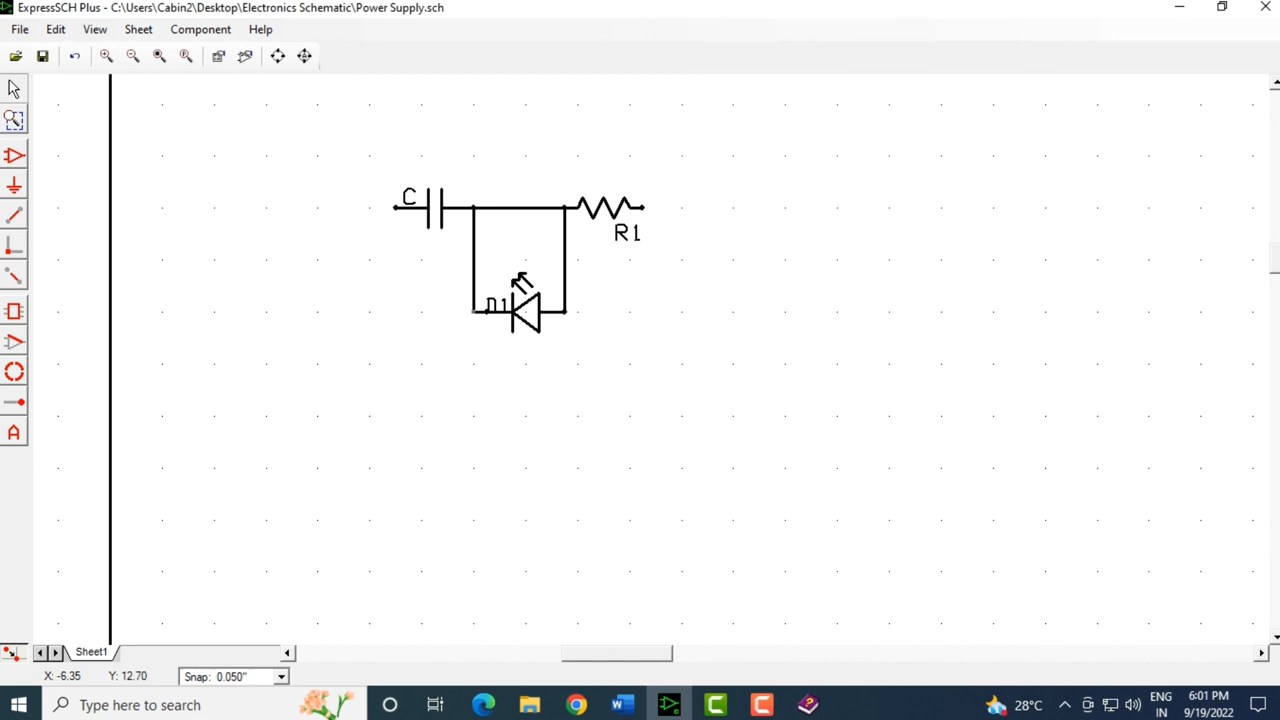 ExpressSCH Plus - C:\Users\Cabin2\Desktop\Electronics Schematic\Power Supply.sch
File Edit View Sheet Component Help
C
R1
D1
A
Sheet1
X: -6.35 Y: 12.70 Snap: 0.050"
Type here to search
28°C
ENG
IN
6:01 PM
9/19/2022